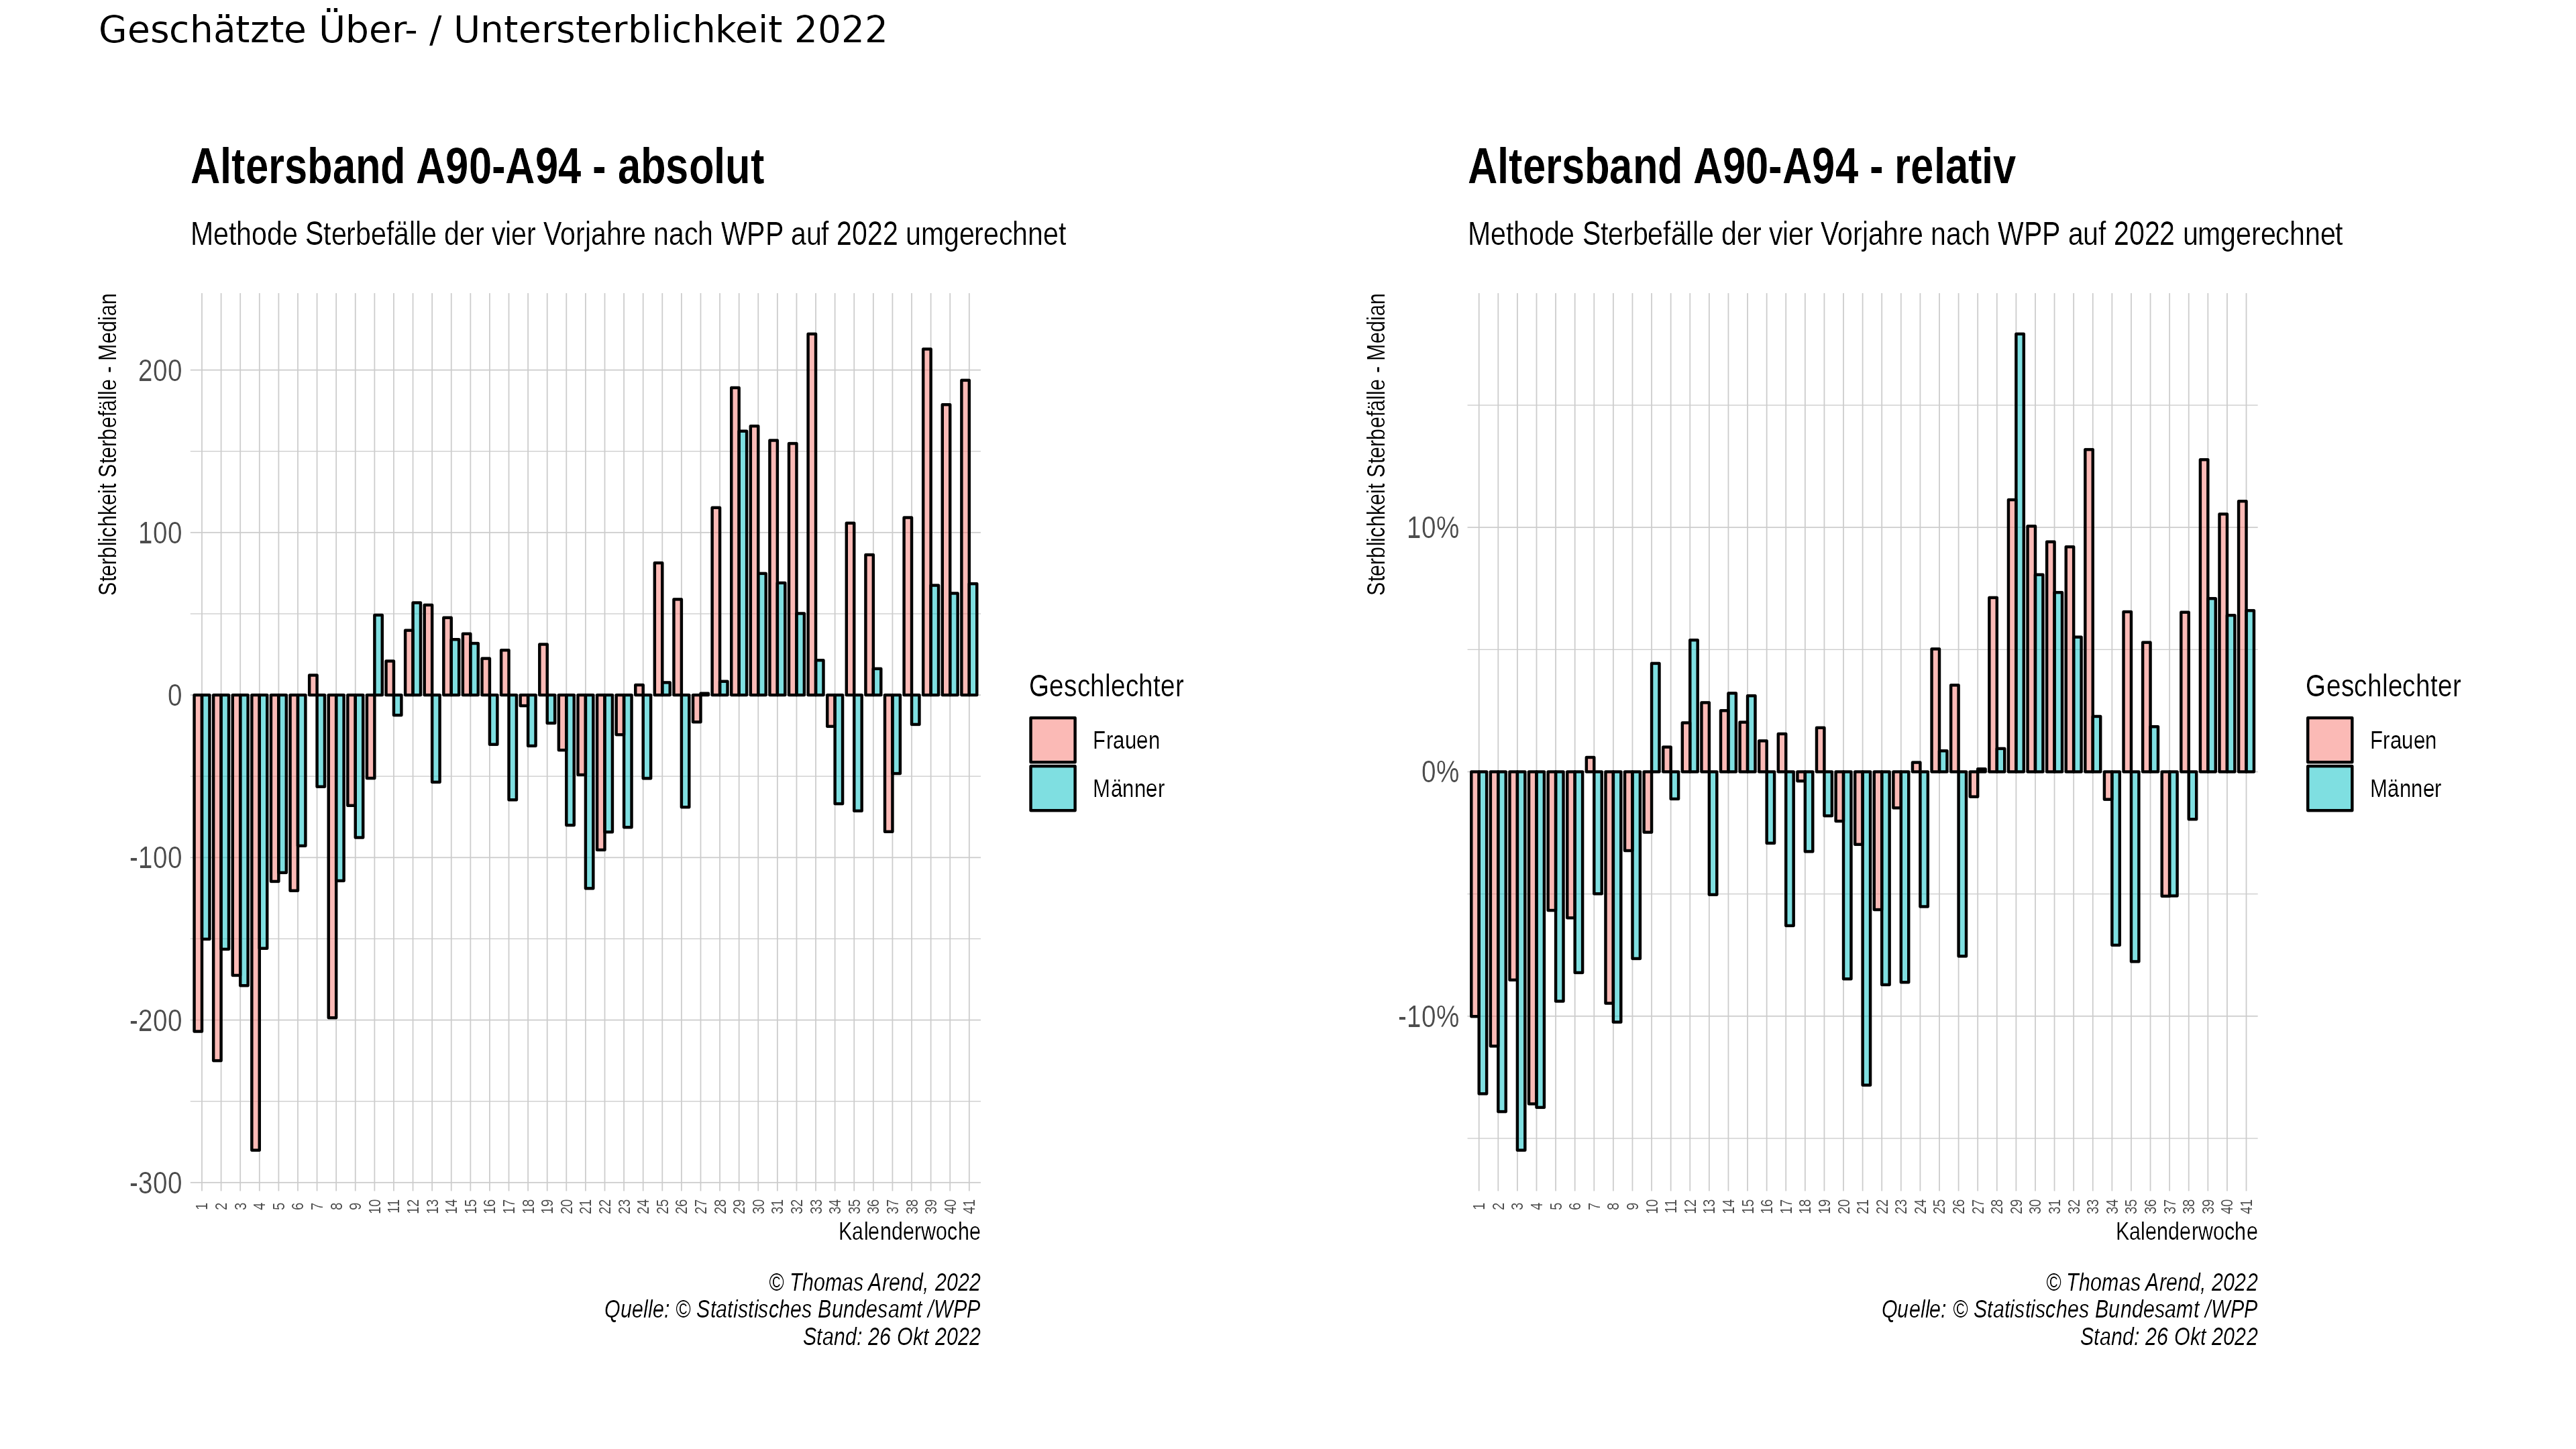 Geschätzte Über- / Untersterblichkeit 2022
Altersband A90-A94 - absolut
Methode Sterbefälle der vier Vorjahre nach WPP auf 2022 umgerechnet
Sterblichkeit Sterbefälle - Median
200
100
0
-100
-200
-300
1 2 3 4 5 6 7 8 9 10 11 12 13 14 15 16 17 18 19 20 21 22 23 24 25 26 27 28 29 30 31 32 33 34 35 36 37 38 39 40 41
Kalenderwoche
Geschlechter
Frauen
Männer
© Thomas Arend, 2022
Quelle: © Statistisches Bundesamt /WPP
Stand: 26 Okt 2022
Altersband A90-A94 - relativ
Methode Sterbefälle der vier Vorjahre nach WPP auf 2022 umgerechnet
Sterblichkeit Sterbefälle - Median
10%
0%
-10%
1 2 3 4 5 6 7 8 9 10 11 12 13 14 15 16 17 18 19 20 21 22 23 24 25 26 27 28 29 30 31 32 33 34 35 36 37 38 39 40 41
Kalenderwoche
Geschlechter
Frauen
Männer
© Thomas Arend, 2022
Quelle: © Statistisches Bundesamt /WPP
Stand: 26 Okt 2022